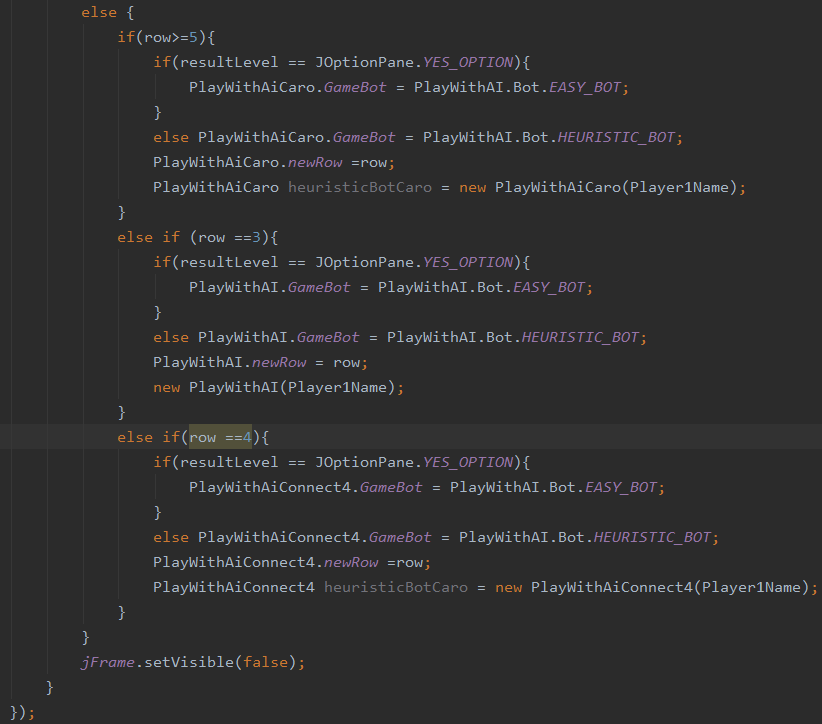 else {
if(row>=5){
if(resultLevel == JOptionPane.YES_OPTION){
PlayWithAiCaro.GameBot = PlayWithAI.Bot.EASY_BOT;
}
else PlayWithAiCaro.GameBot = PlayWithAI.Bot.HEURISTIC_BOT;
PlayWithAiCaro.newRow =row;
PlayWithAiCaro heuristicBotCaro = new PlayWithAiCaro(Player1Name);
}
else if (row ==3){
if(resultLevel == JOptionPane.YES_OPTION){
PlayWithAI.GameBot = PlayWithAI.Bot.EASY_BOT;
}
else PlayWithAI.GameBot = PlayWithAI.Bot.HEURISTIC_BOT;
PlayWithAI.newRow = row;
new PlayWithAI(Player1Name);
}
else if(row ==4){
if(resultLevel == JOptionPane.YES_OPTION){
PlayWithAiConnect4.GameBot = PlayWithAI.Bot.EASY_BOT;
}
else PlayWithAiConnect4.GameBot = PlayWithAI.Bot.HEURISTIC_BOT;
PlayWithAiConnect4.newRow =row;
PlayWithAiConnect4 heuristicBotCaro = new PlayWithAiConnect4(Player1Name);
}
}
jFrame.setVisible(false);
}
});